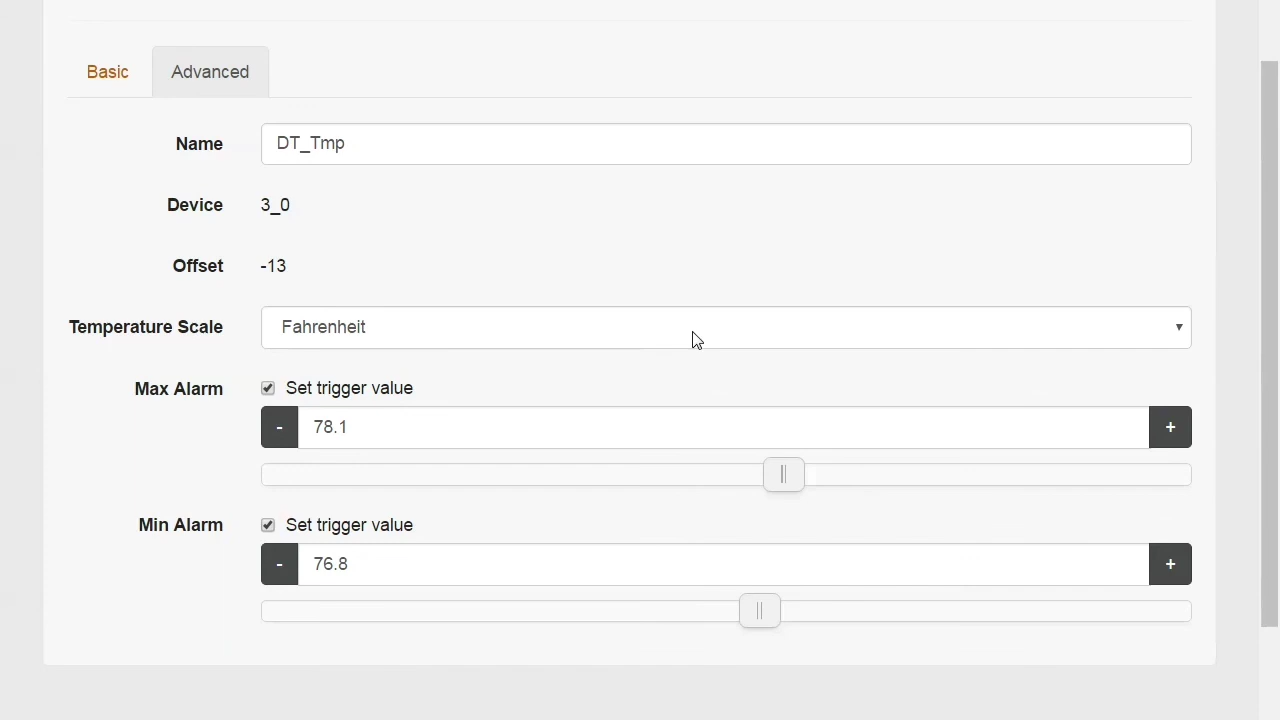 Basic Advanced
Name DT_Tmp
Device 3_0
Offset -13
Temperature Scale Fahrenheit
Max Alarm Set trigger value
- 78.1 +
Min Alarm Set trigger value
- 76.8 +